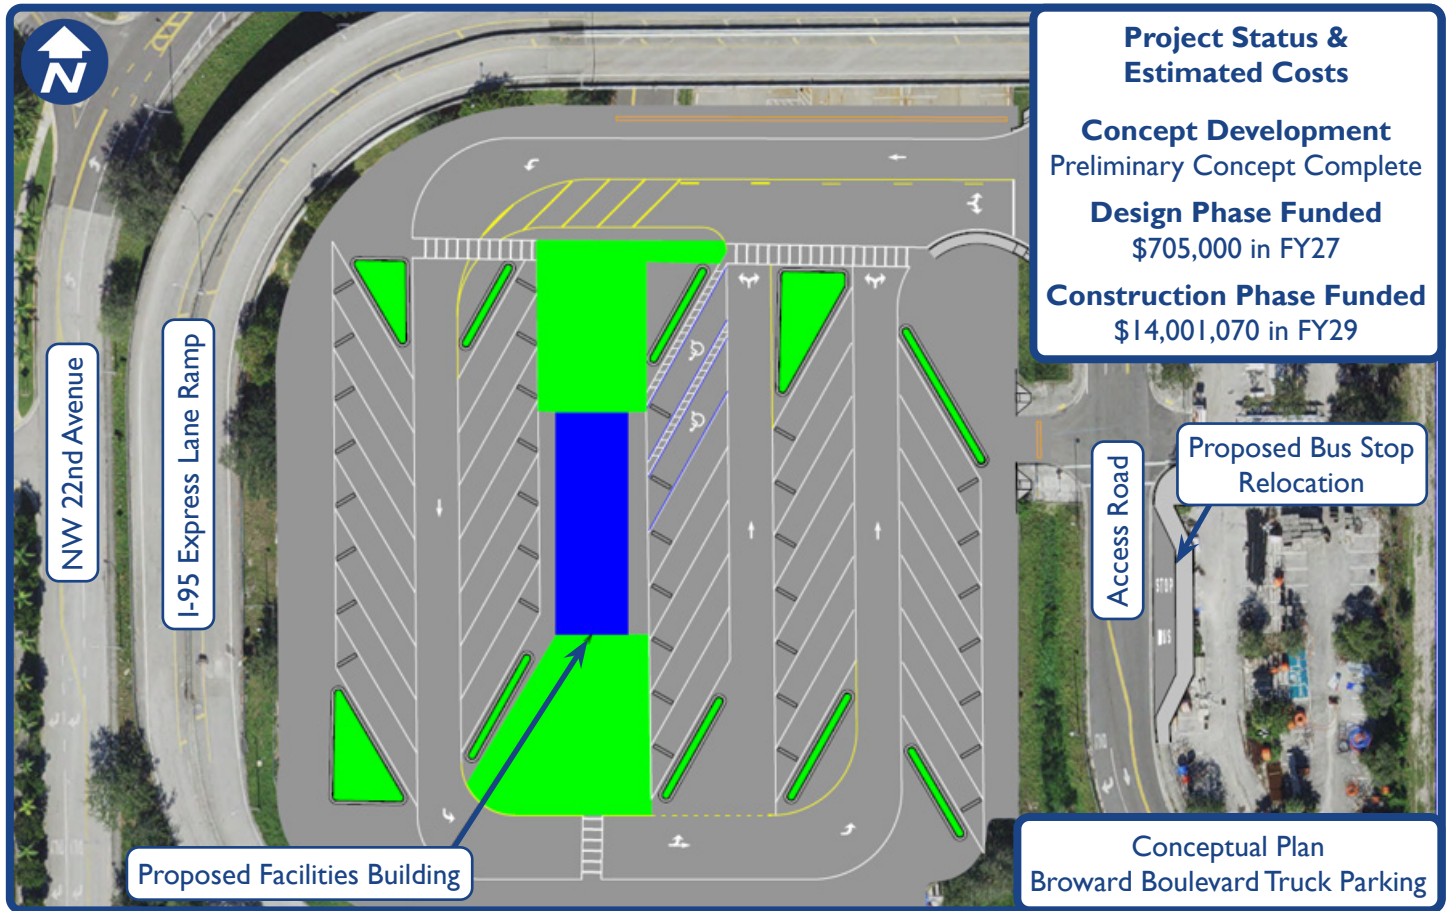 N
Project Status &
Estimated Costs
Concept Development
Preliminary Concept Complete
Design Phase Funded
$705,000 in FY27
Construction Phase Funded
$14,001,070 in FY29
NW 22nd Avenue
I-95 Express Lane Ramp
Access Road
Proposed Bus Stop
Relocation
STOP
BUS
Proposed Facilities Building
Conceptual Plan
Broward Boulevard Truck Parking